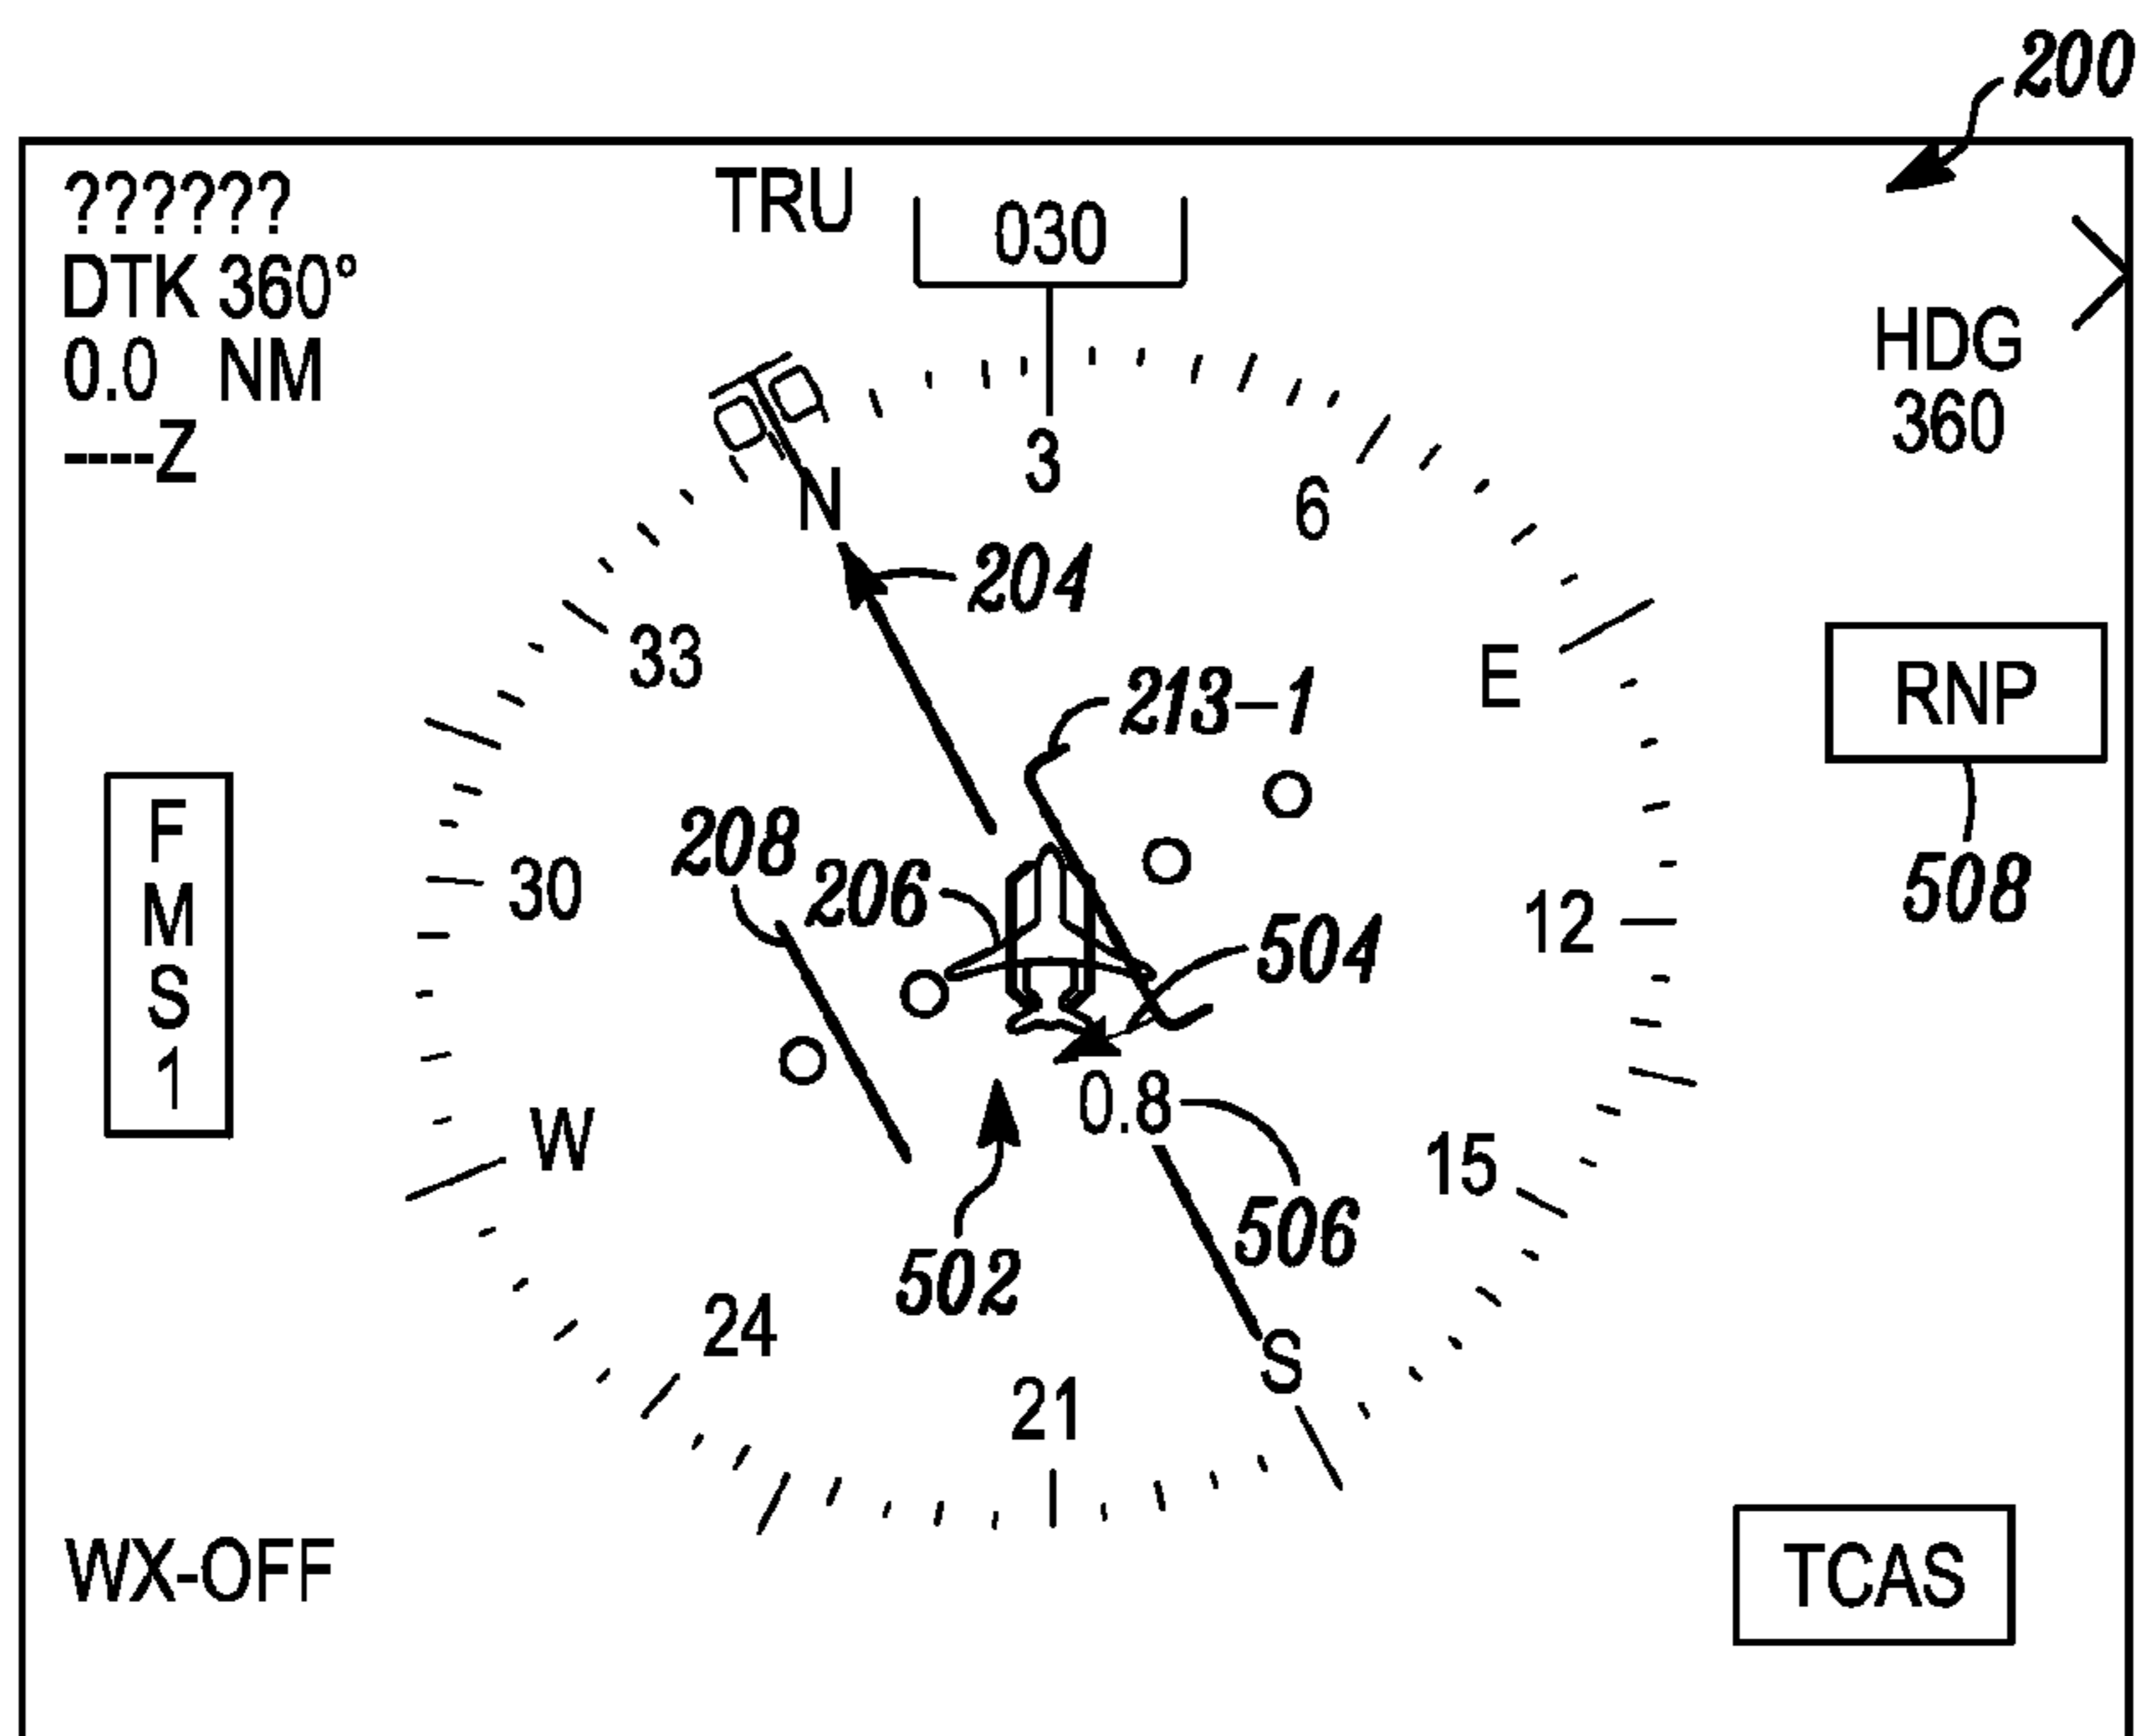 200
??????
TRU
030
DTK 360°
0.0 NM
HDG
360
----Z
3
N
6
204
33
E
213-1
RNP
F
M
S
1
208
206
30
12
508
504
0.8
W
15
506
502
24
S
21
WX-OFF
TCAS